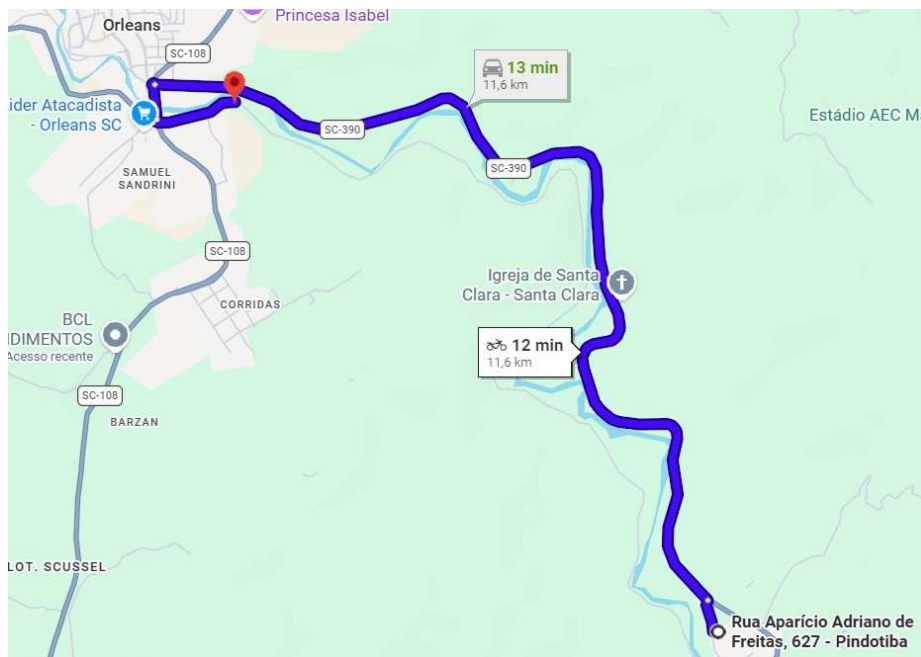 Princesa Isabel
Orleans
SC-108
13 min
11,6 km
Atacadista
- Orleans SC
Estádio AEC
SC-390
SAMUEL
SANDRINI
SC-390
SC-108
Igreja de Santa
Clara - Santa Clara
CORRIDAS
BCL
Acesso recente
12 min
11,6 km
SC-108
BARZAN
LOT. SCUSSEL
Rua Aparício Adriano de
Freitas, 627 - Pindotiba